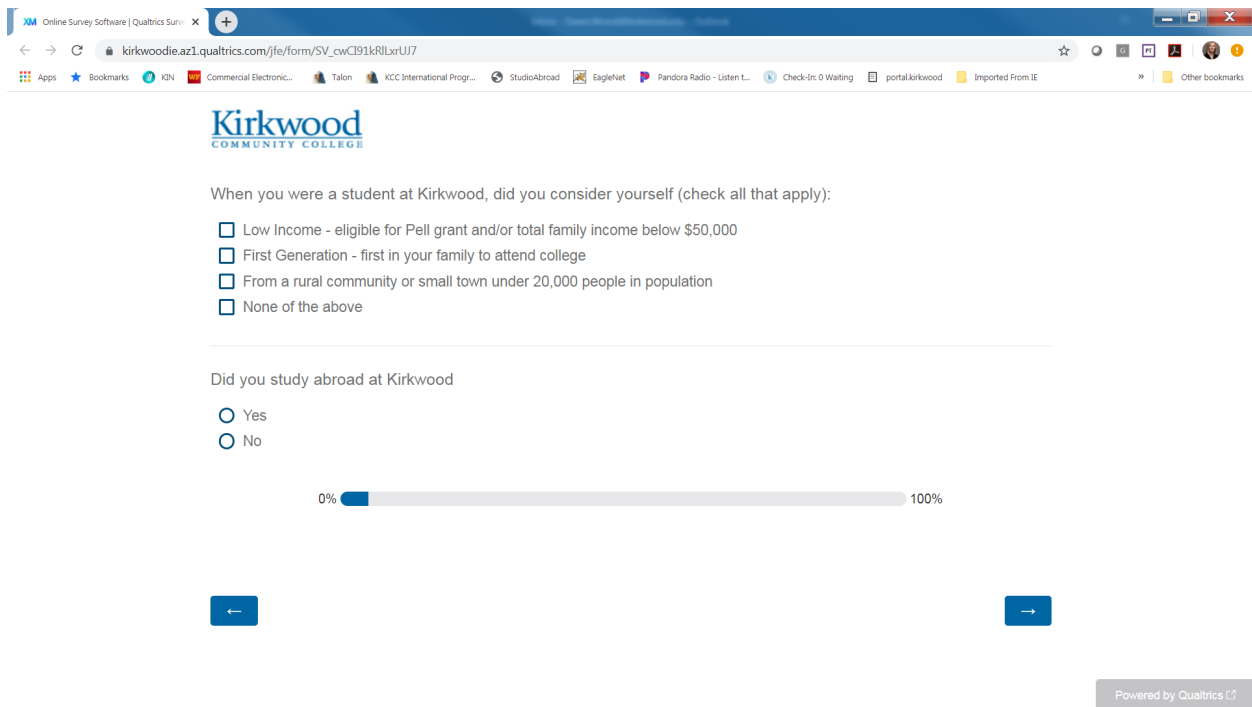 XM Online Survey Software | Qualtrics Surv
kirkwoodie.az1.qualtrics.com/jfe/form/SV_cwCI91kRlLxrUJ7
Apps Bookmarks KIN WF Commercial Electronic... Talon KCC International Progr... StudioAbroad EagleNet Pandora Radio - Listen t... Check-In: 0 Waiting portal.kirkwood Imported From IE » Other bookmarks
Kirkwood
COMMUNITY COLLEGE
When you were a student at Kirkwood, did you consider yourself (check all that apply):
Low Income - eligible for Pell grant and/or total family income below $50,000
First Generation - first in your family to attend college
From a rural community or small town under 20,000 people in population
None of the above
Did you study abroad at Kirkwood
Yes
No
0% 100%
Powered by Qualtrics